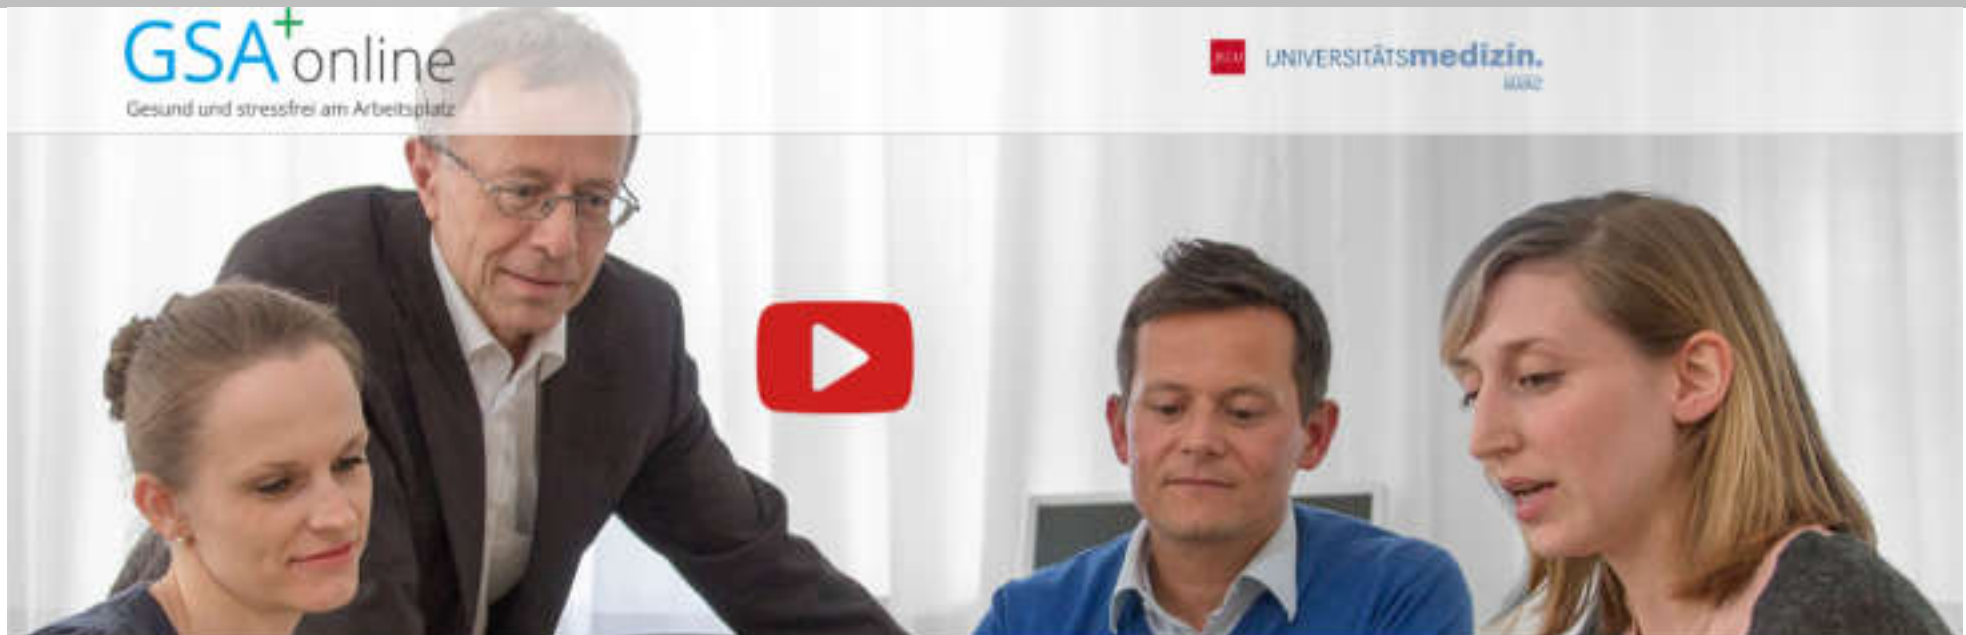 GSA+online
Gesund und stressfrei am Arbeitsplatz
UNIVERSITÄTSmedizin.